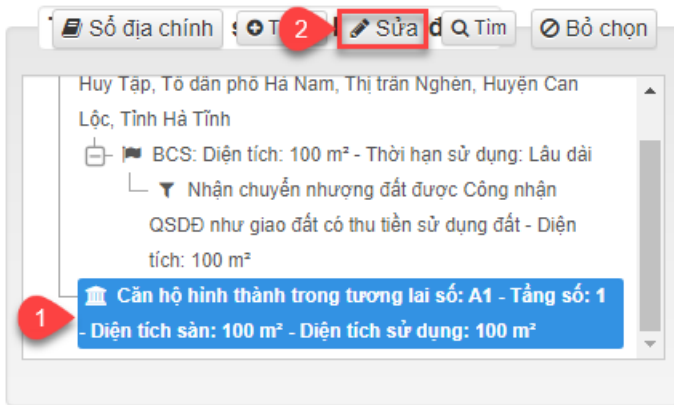 Sổ địa chính
2
Sửa
Tìm
Bỏ chọn
Huy Tập, Tổ dân phố Hà Nam, Thị trấn Nghèn, Huyện Can
Lộc, Tỉnh Hà Tĩnh
BCS: Diện tích: 100 m² - Thời hạn sử dụng: Lâu dài
Nhận chuyển nhượng đất được Công nhận
QSDĐ như giao đất có thu tiền sử dụng đất - Diện
tích: 100 m²
Căn hộ hình thành trong tương lai số: A1 - Tầng số: 1
1
- Diện tích sàn: 100 m² - Diện tích sử dụng: 100 m²